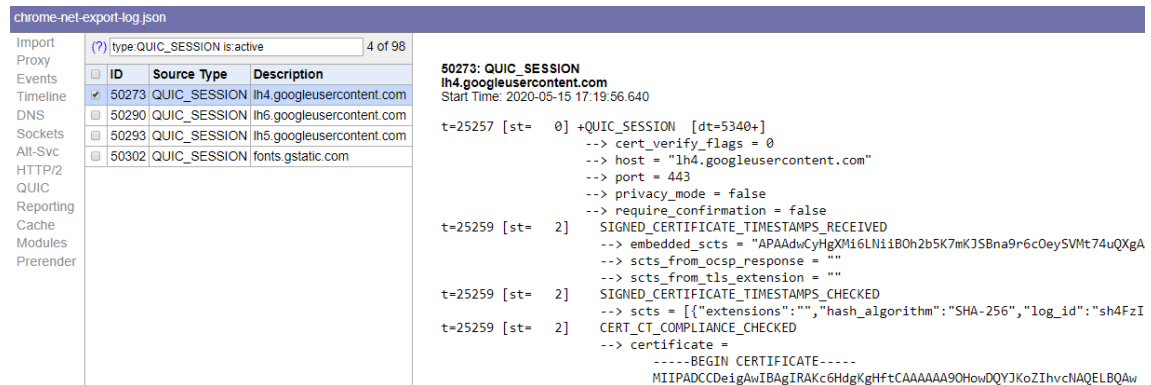 chrome-net-export-log.json
Import
Proxy
Events
Timeline
DNS
Sockets
Alt-Svc
HTTP/2
QUIC
Reporting
Cache
Modules
Prerender
(?) type:QUIC_SESSION is:active 4 of 98
ID Source Type Description
50273 QUIC_SESSION lh4.googleusercontent.com
50290 QUIC_SESSION lh6.googleusercontent.com
50293 QUIC_SESSION lh5.googleusercontent.com
50302 QUIC_SESSION fonts.gstatic.com
50273: QUIC_SESSION
lh4.googleusercontent.com
Start Time: 2020-05-15 17:19:56.640
t=25257 [st= 0] +QUIC_SESSION [dt=5340+]
--> cert_verify_flags = 0
--> host = "lh4.googleusercontent.com"
--> port = 443
--> privacy_mode = false
--> require_confirmation = false
t=25259 [st= 2] SIGNED_CERTIFICATE_TIMESTAMPS_RECEIVED
--> embedded_scts = "APAAdwCyHgXMi6LNiiBOh2b5K7mKJSBna9r6cOeySVMt74uQXgA
--> scts_from_ocsp_response = ""
--> scts_from_tls_extension = ""
t=25259 [st= 2] SIGNED_CERTIFICATE_TIMESTAMPS_CHECKED
--> scts = [{"extensions":"","hash_algorithm":"SHA-256","log_id":"sh4FzI
t=25259 [st= 2] CERT_CT_COMPLIANCE_CHECKED
--> certificate =
-----BEGIN CERTIFICATE-----
MIIPADCCDeigAwIBAgIRAKc6HdgKgHftCAAAAAA9OHowDQYJKoZIhvcNAQELBQAw